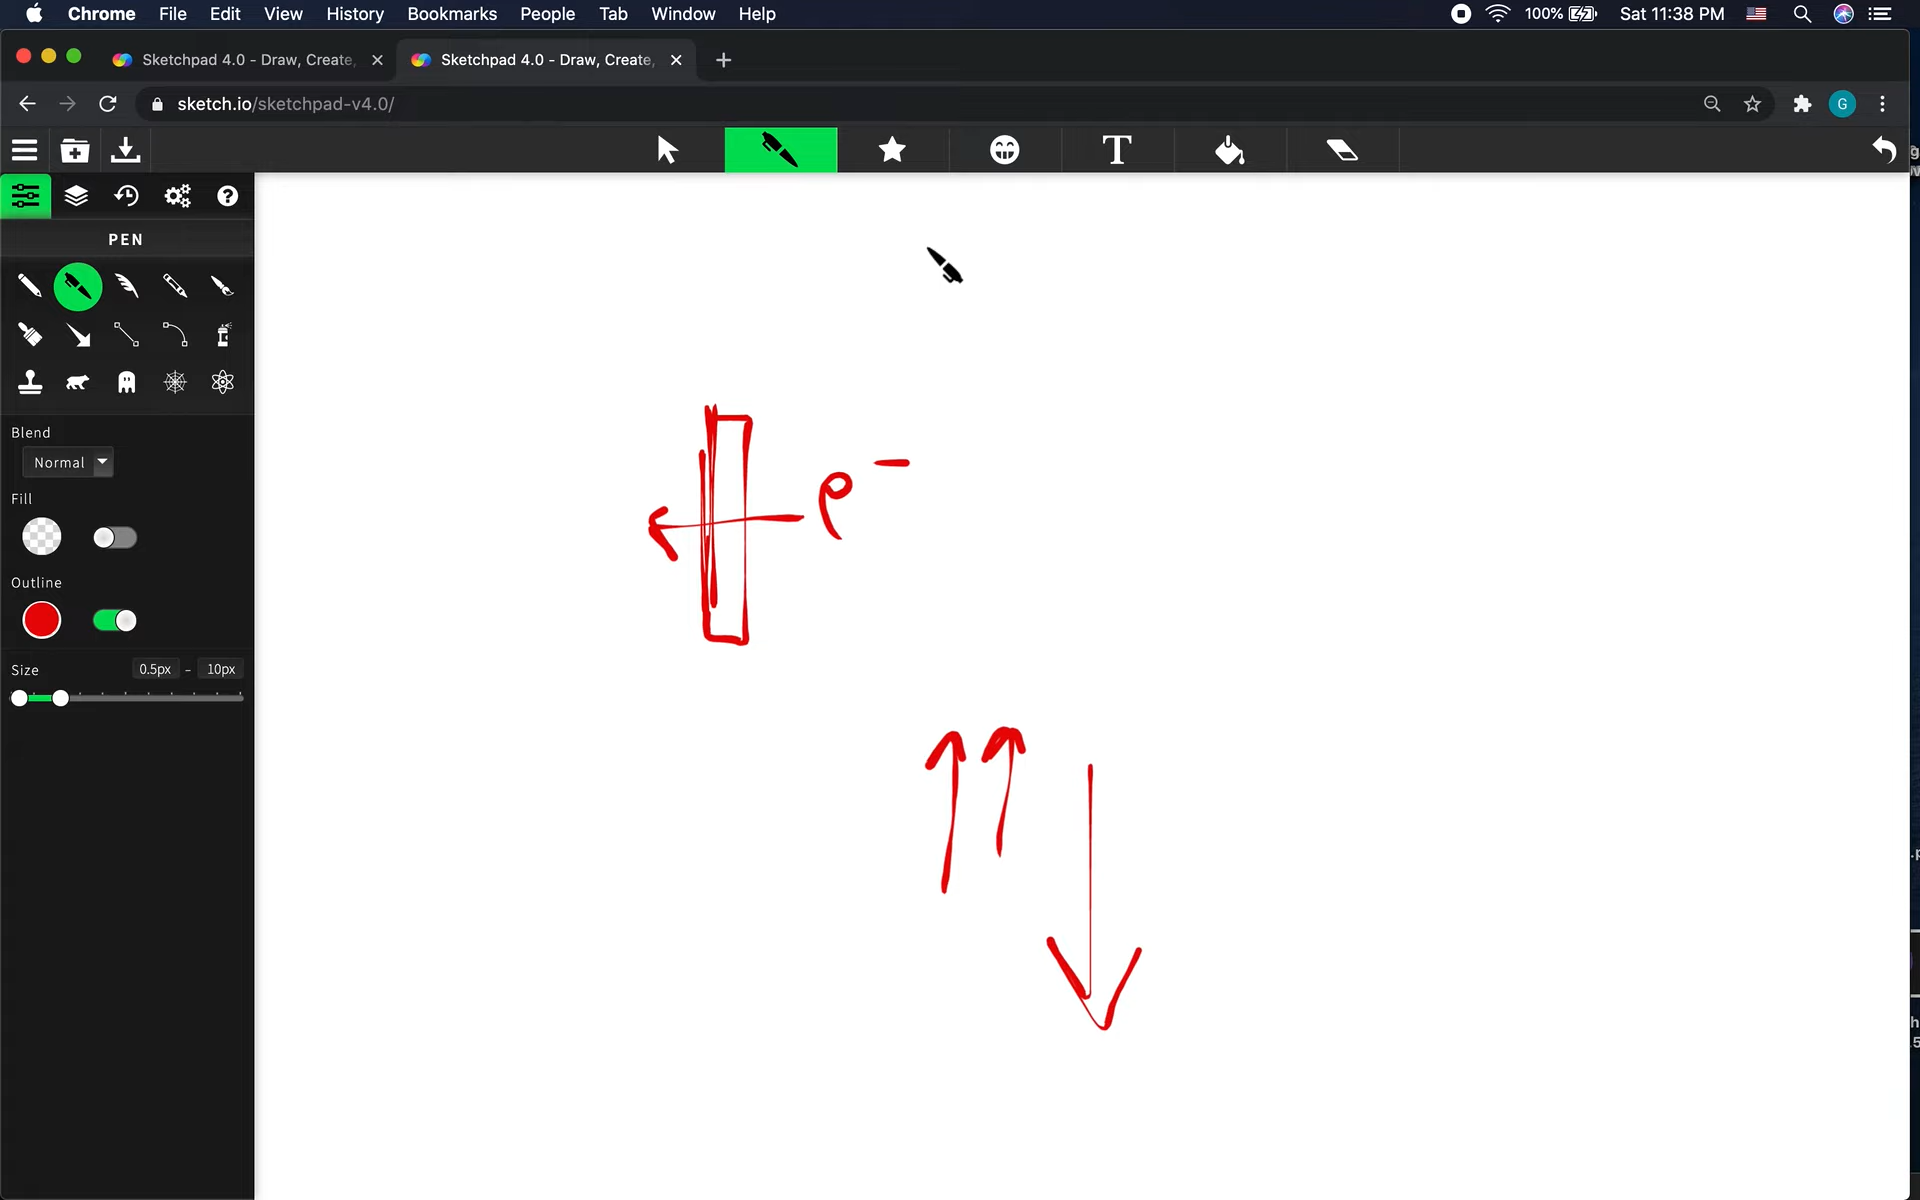 Chrome File Edit View History Bookmarks People Tab Window Help 100% Sat 11:38 PM
Sketchpad 4.0 - Draw, Create, Sketchpad 4.0 - Draw, Create,
sketch.io/sketchpad-v4.0/ G
T
PEN
Blend
Normal
e⁻
Fill
Outline
Size 0.5px - 10px